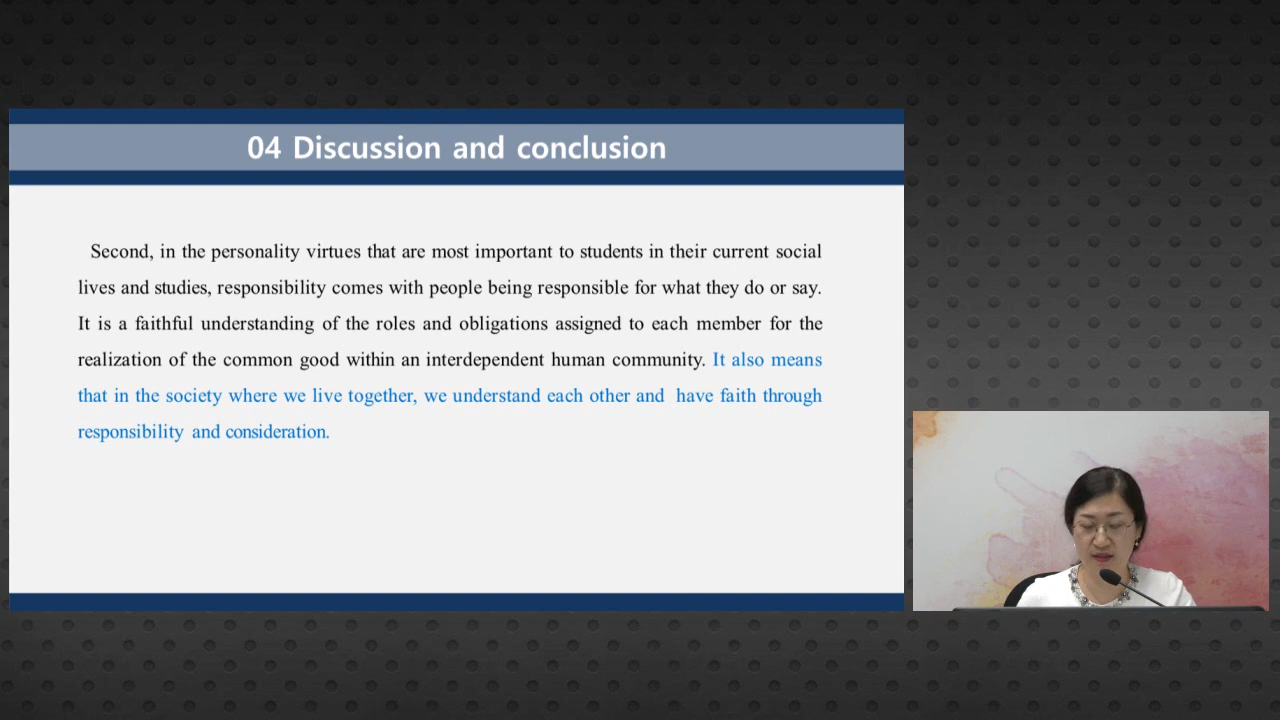 04 Discussion and conclusion
Second, in the personality virtues that are most important to students in their current social
lives and studies, responsibility comes with people being responsible for what they do or say.
It is a faithful understanding of the roles and obligations assigned to each member for the
realization of the common good within an interdependent human community. It also means
that in the society where we live together, we understand each other and have faith through
responsibility and consideration.